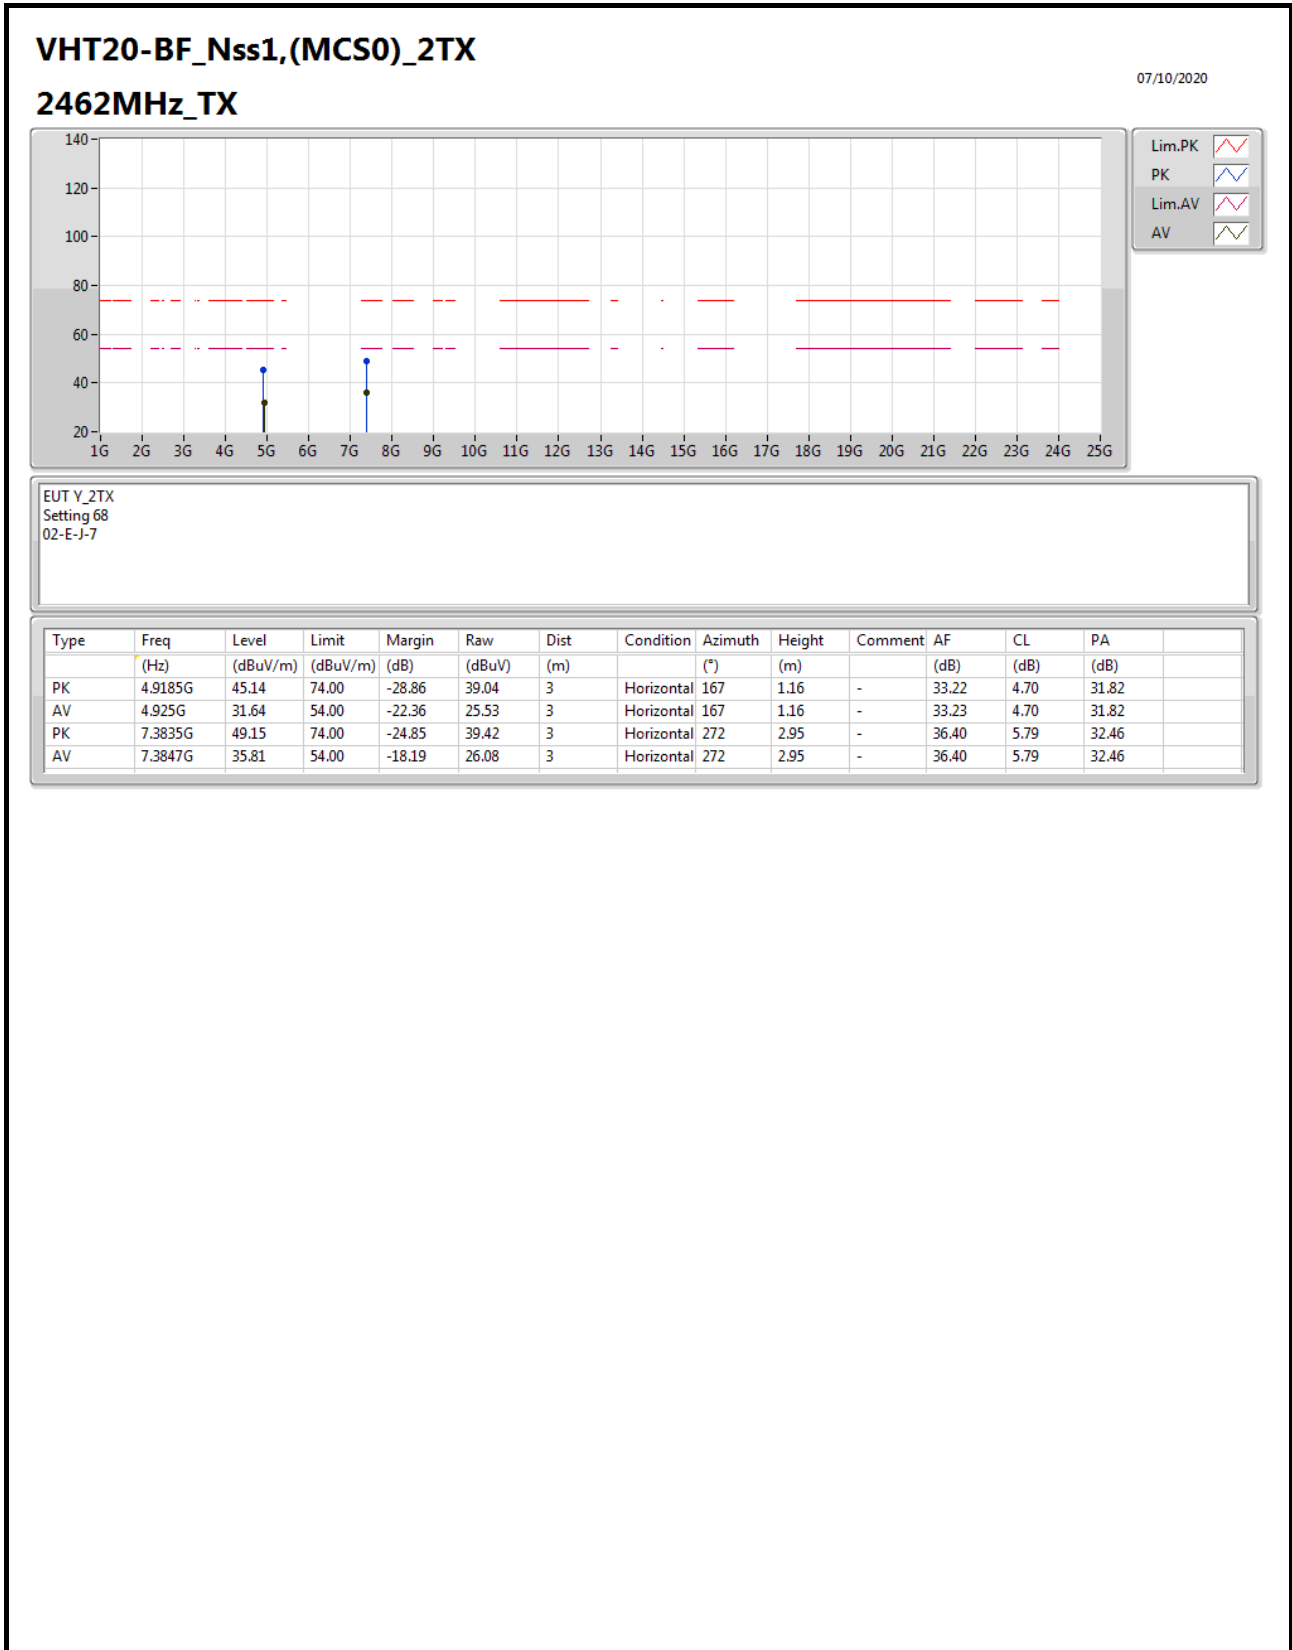 VHT20-BF_Nss1,(MCS0)_2TX
07/10/2020
2462MHz_TX
140
120
100
80
60
40
20
1G 2G 3G 4G 5G 6G 7G 8G 9G 10G 11G 12G 13G 14G 15G 16G 17G 18G 19G 20G 21G 22G 23G 24G 25G
Lim.PK
PK
Lim.AV
AV
EUT Y_2TX
Setting 68
02-E-J-7
Type Freq Level Limit Margin Raw Dist Condition Azimuth Height Comment AF CL PA
(Hz) (dBuV/m) (dBuV/m) (dB) (dBuV) (m) (°) (m) (dB) (dB) (dB)
PK 4.9185G 45.14 74.00 -28.86 39.04 3 Horizontal 167 1.16 - 33.22 4.70 31.82
AV 4.925G 31.64 54.00 -22.36 25.53 3 Horizontal 167 1.16 - 33.23 4.70 31.82
PK 7.3835G 49.15 74.00 -24.85 39.42 3 Horizontal 272 2.95 - 36.40 5.79 32.46
AV 7.3847G 35.81 54.00 -18.19 26.08 3 Horizontal 272 2.95 - 36.40 5.79 32.46